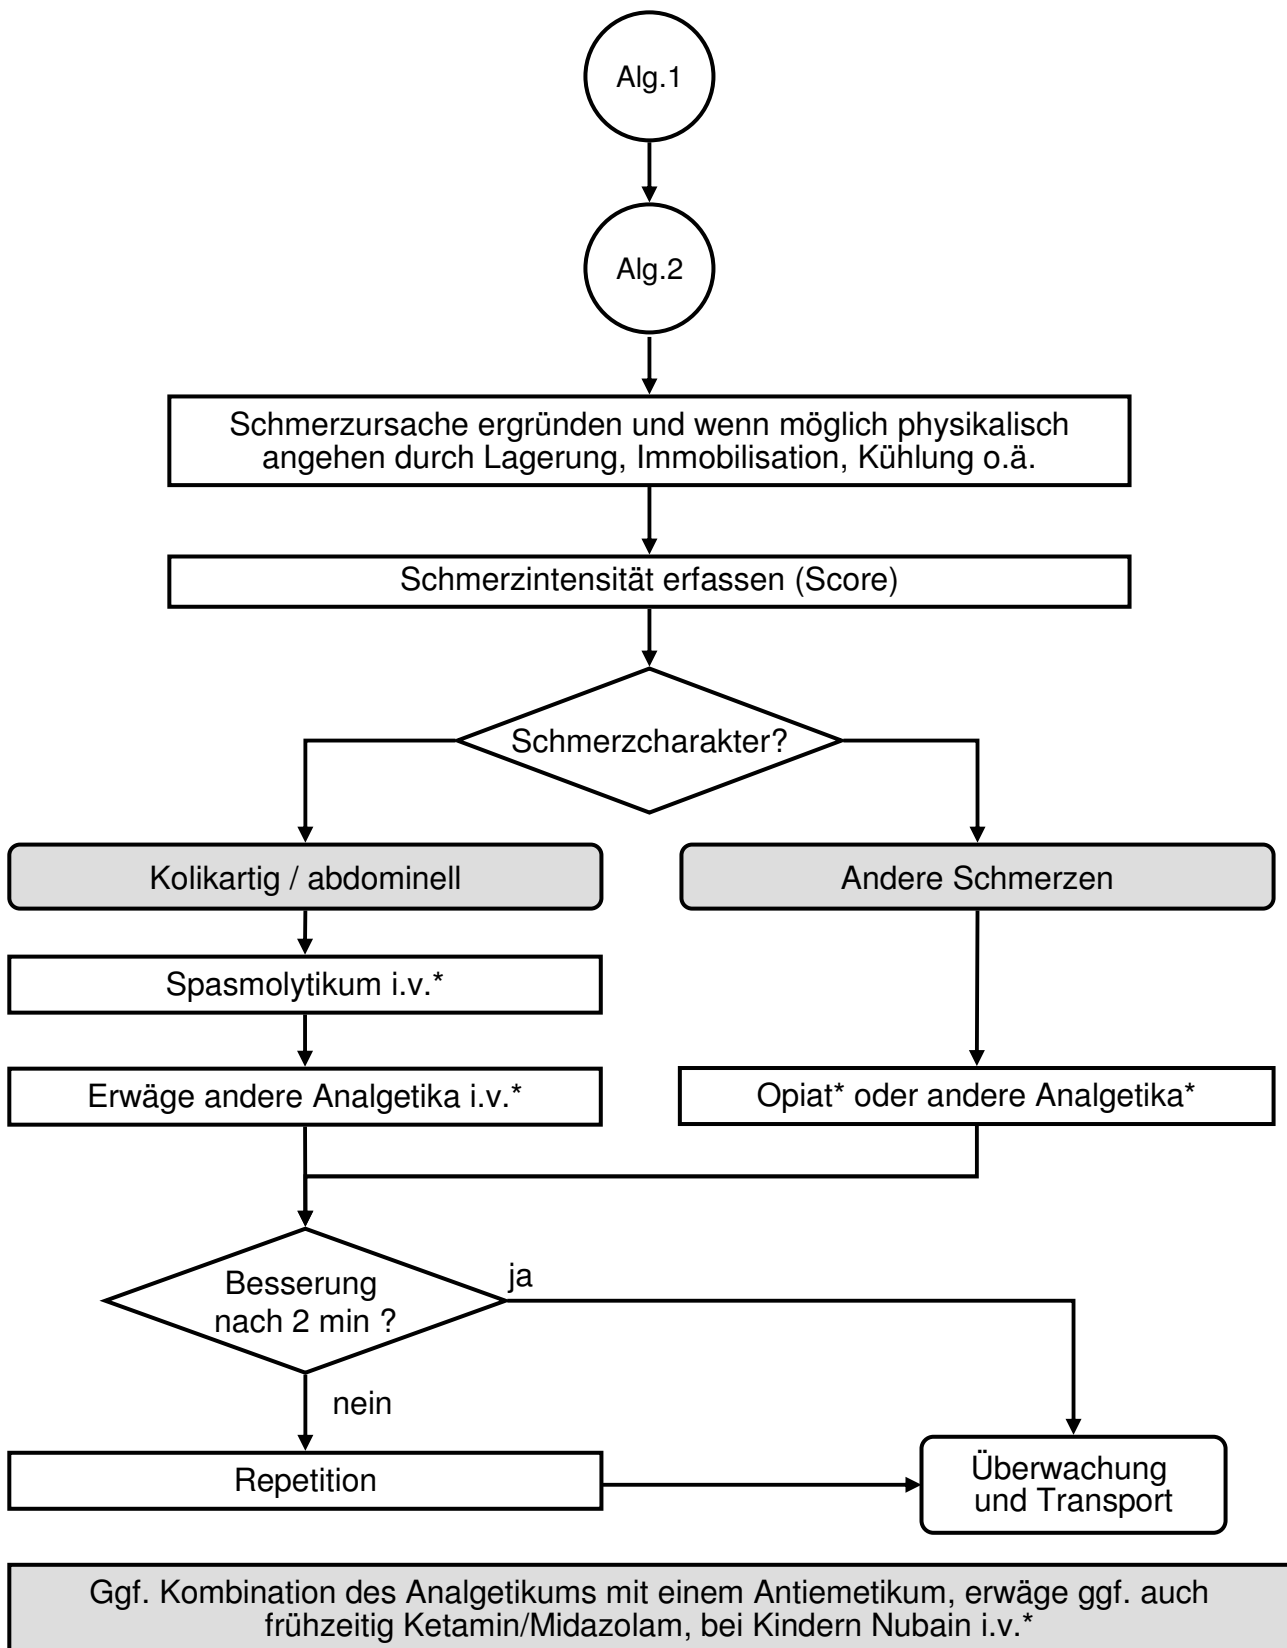 Alg.1
Alg.2
Schmerzursache ergründen und wenn möglich physikalisch
angehen durch Lagerung, Immobilisation, Kühlung o.ä.
Schmerzintensität erfassen (Score)
Schmerzcharakter?
Kolikartig / abdominell
Andere Schmerzen
Spasmolytikum i.v.*
Erwäge andere Analgetika i.v.*
Opiat* oder andere Analgetika*
Besserung
nach 2 min ?
ja
nein
Repetition
Überwachung
und Transport
Ggf. Kombination des Analgetikums mit einem Antiemetikum, erwäge ggf. auch
frühzeitig Ketamin/Midazolam, bei Kindern Nubain i.v.*